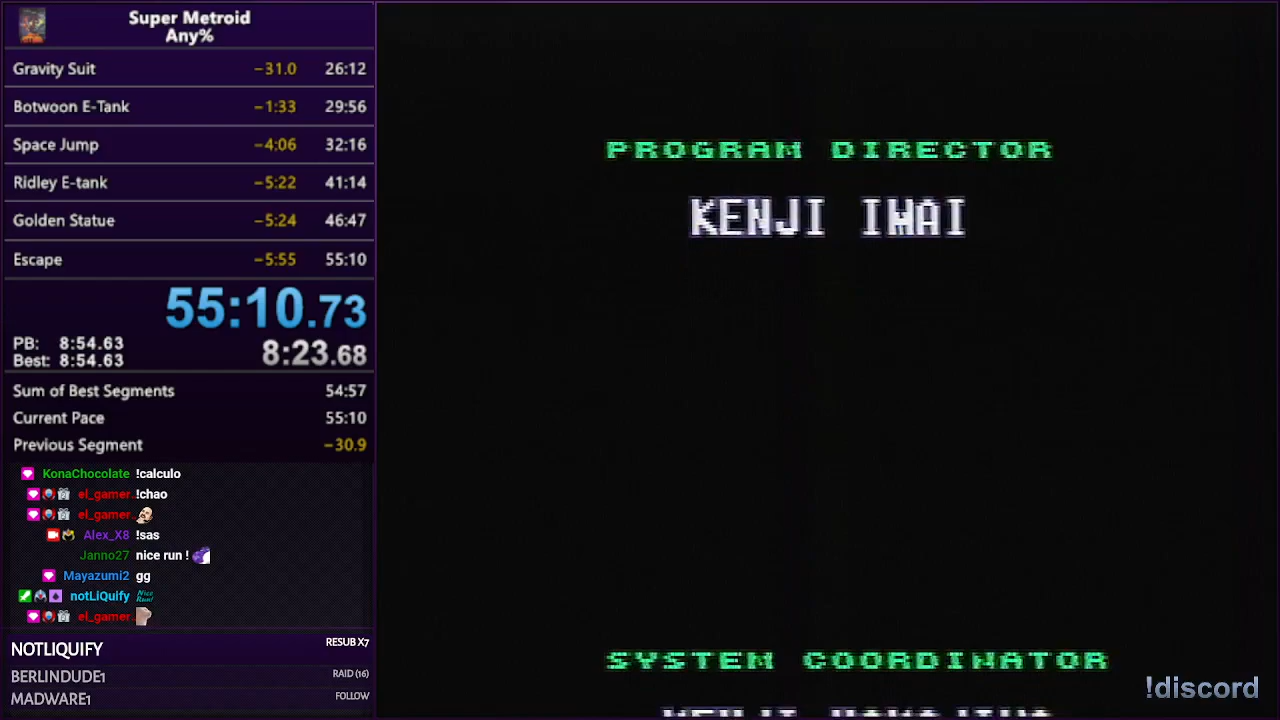 Super Metroid
Any%
Gravity Suit -31.0 26:12
Botwoon E-Tank -1:33 29:56
Space Jump -4:06 32:16
Ridley E-tank -5:22 41:14
Golden Statue -5:24 46:47
Escape -5:55 55:10
55:10.73
PB: 8:54.63
Best: 8:54.63
8:23.68
Sum of Best Segments 54:57
Current Pace 55:10
Previous Segment -30.9
KonaChocolate !calculo
el_gamer !chao
el_gamer
Alex_X8 !sas
Janno27 nice run !
Mayazumi2 gg
notLiQuify Nice Run!
el_gamer
NOTLIQUIFY RESUB X7
BERLINDUDE1 RAID (16)
MADWARE1 FOLLOW
PROGRAM DIRECTOR
KENJI IMAI
SYSTEM COORDINATOR
!discord